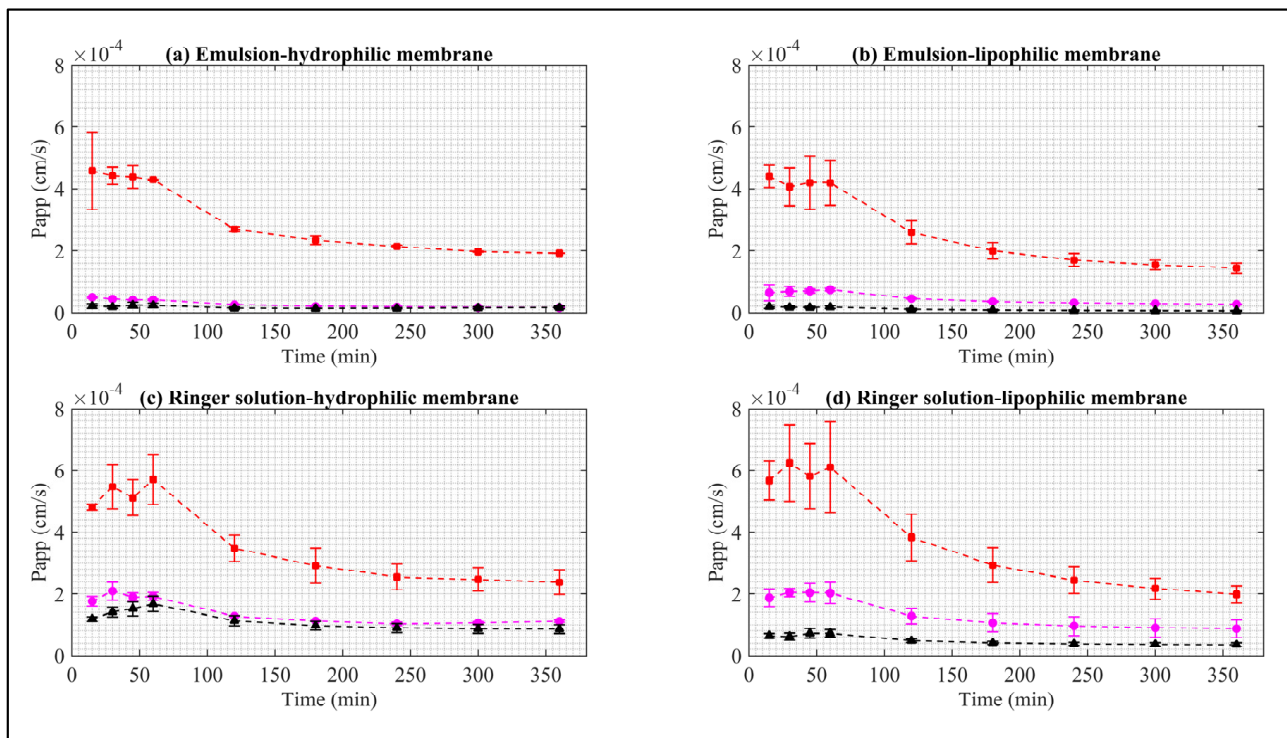 (a) Emulsion-hydrophilic membrane
×10⁻⁴
8
6
4
2
0
Papp (cm/s)
0 50 100 150 200 250 300 350
Time (min)
(b) Emulsion-lipophilic membrane
×10⁻⁴
8
6
4
2
0
Papp (cm/s)
0 50 100 150 200 250 300 350
Time (min)
(c) Ringer solution-hydrophilic membrane
×10⁻⁴
8
6
4
2
0
Papp (cm/s)
0 50 100 150 200 250 300 350
Time (min)
(d) Ringer solution-lipophilic membrane
×10⁻⁴
8
6
4
2
0
Papp (cm/s)
0 50 100 150 200 250 300 350
Time (min)